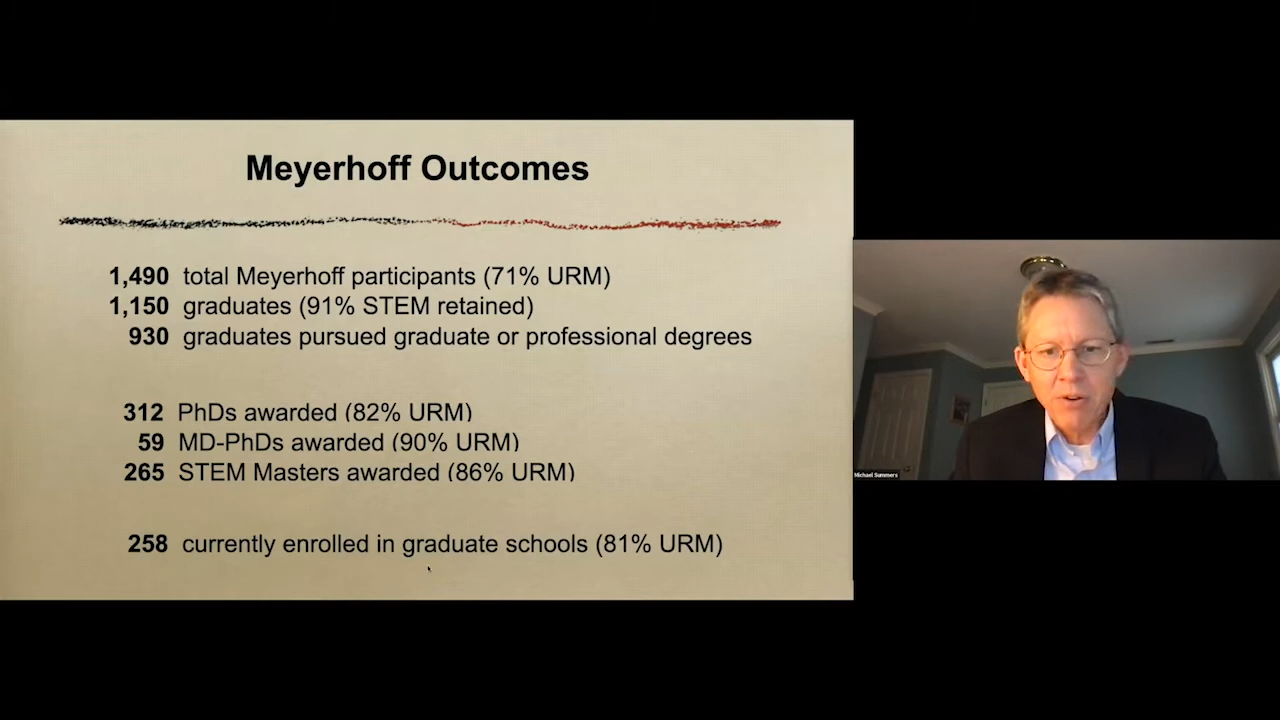 Meyerhoff Outcomes
1,490 total Meyerhoff participants (71% URM)
1,150 graduates (91% STEM retained)
930 graduates pursued graduate or professional degrees
312 PhDs awarded (82% URM)
59 MD-PhDs awarded (90% URM)
265 STEM Masters awarded (86% URM)
258 currently enrolled in graduate schools (81% URM)
Michael Summers